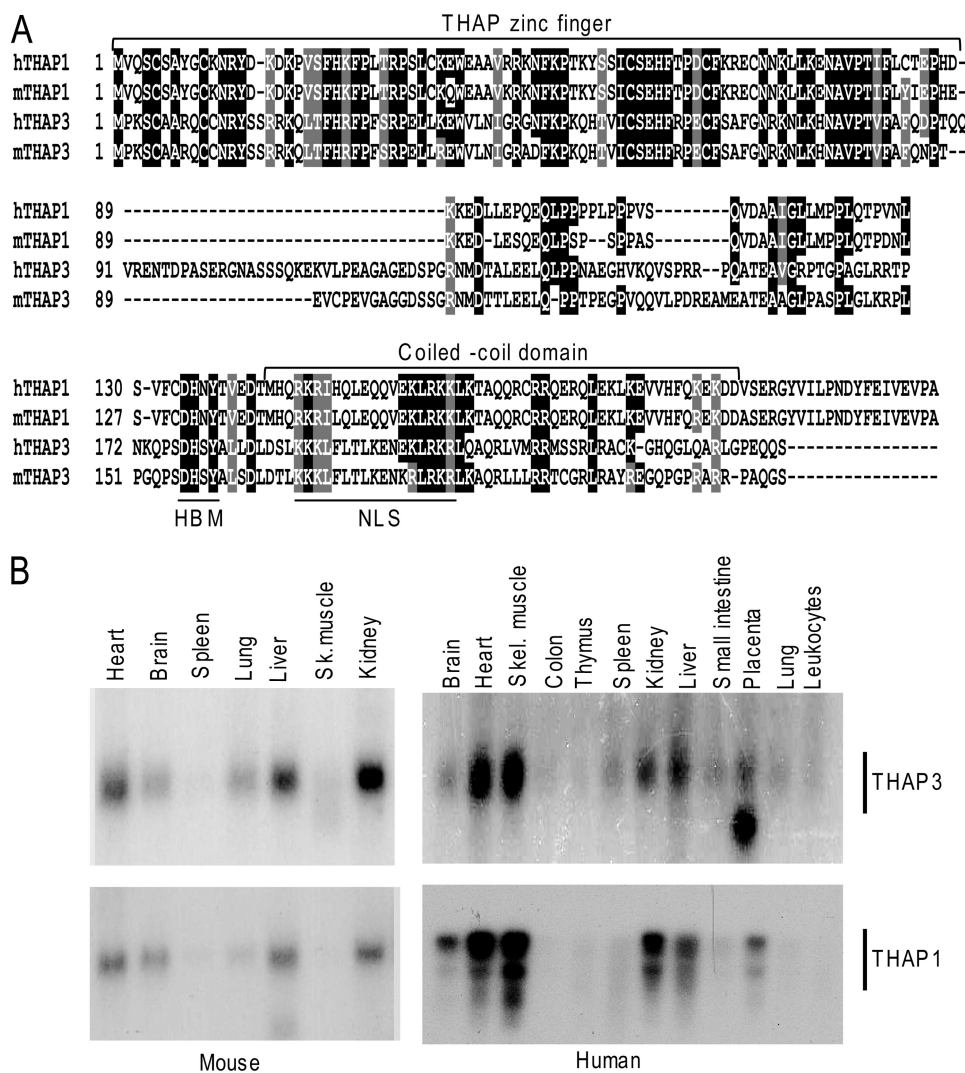 A
THAP zinc finger
hTHAP1 1 MVQSCSAYGCKNRYD-KDKPVSFHKFPLTRPSLCKEWEAAVRRKNFKPTKYSSICSEHFTPDCFKRECNNKLLKENAVPTIFLCTEPHD-
mTHAP1 1 MVQSCSAYGCKNRYD-KDKPVSFHKFPLTRPSLCKQWEAAVKRKNFKPTKYSSICSEHFTPDCFKRECNNKLLKENAVPTIFLYIEPHE-
hTHAP3 1 MPKSCAARQCCNRYSSRRKQLTFHRFPFSRPELLKEWVLNIGRGNFKPKQHTVICSEHFRPECFSAFGNRKNLKHNAVPTVFAFQDPTQQ
mTHAP3 1 MPKSCAARQCCNRYSSRRKQLTFHRFPFSRPELLREWVLNIGRADFKPKQHTVICSEHFRPECFSAFGNRKNLKHNAVPTVFAFQNPT--
hTHAP1 89 -----------------------------------KKEDLLEPQEQLPPPPLPPPVS--------QVDAAIGLLMPPLQTPVNL
mTHAP1 89 -----------------------------------KKED-LESQEQLPSP--SPPAS--------QVDAAIGLLMPPLQTPDNL
hTHAP3 91 VRENTDPASERGNASSSQKEKVLPEAGAGEDSPGRNMDTALEELQLPPNAEGHVKQVSPRR--PQATEAVGRPTGPAGLRRTP
mTHAP3 89 --------------------EVCPEVGAGGDSSGRNMDTTLEELQ-PPTPEGPVQQVLPDREAMEATEAAGLPASPLGLKRPL
Coiled -coil domain
hTHAP1 130 S-VFCDHNYTVEDTMHQRKRIHQLEQQVEKLRKKLKTAQQRCRRQERQLEKLKEVVHFQKEKDDVSERGYVILPNDYFEIVEVPA
mTHAP1 127 S-VFCDHNYTVEDTMHQRKRILQLEQQVEKLRKKLKTAQQRCRRQERQLEKLKEVVHFQREKDDASERGYVILPNDYFEIVEVPA
hTHAP3 172 NKQPSDHSYALLDLDSLKKKLFLTLKENEKLRKRLQAQRLVMRRMSSRLRACK-GHQGLQARLGPEQQS----------------
mTHAP3 151 PGQPSDHSYALSDLDTLKKKLFLTLKENKRLRKRLKAQRLLLRRTCGRLRAYREGQPGPRARR-PAQGS----------------
HBM NLS
B
Heart Brain Spleen Lung Liver Sk.muscle Kidney
Brain Heart Skel. muscle Colon Thymus Spleen Kidney Liver Small intestine Placenta Lung Leukocytes
THAP3
THAP1
Mouse Human